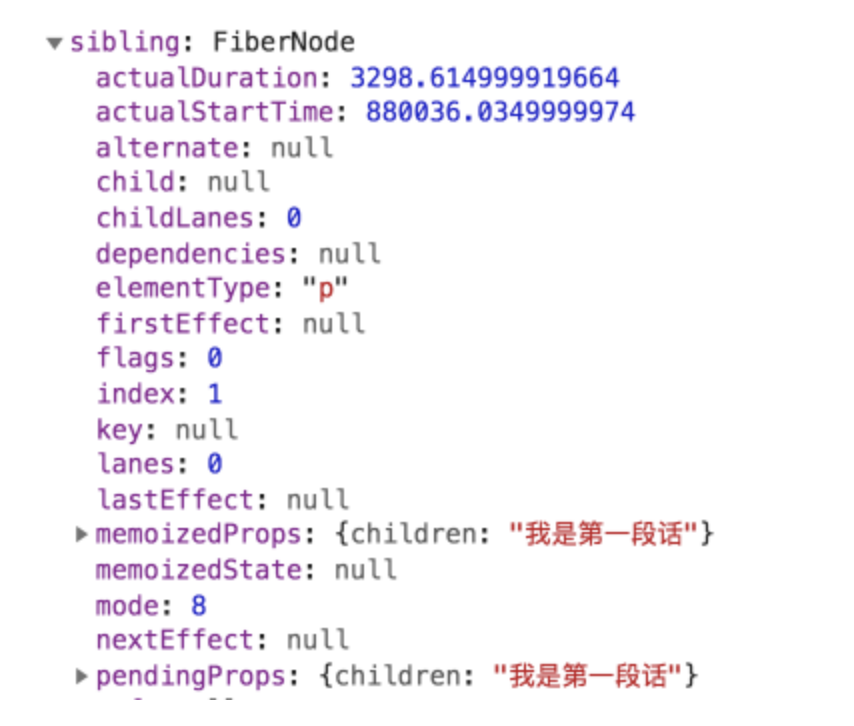 ▼sibling: FiberNode
actualDuration: 3298.614999919664
actualStartTime: 880036.0349999974
alternate: null
child: null
childLanes: 0
dependencies: null
elementType: "p"
firstEffect: null
flags: 0
index: 1
key: null
lanes: 0
lastEffect: null
▶memoizedProps: {children: "我是第一段话"}
memoizedState: null
mode: 8
nextEffect: null
▶pendingProps: {children: "我是第一段话"}